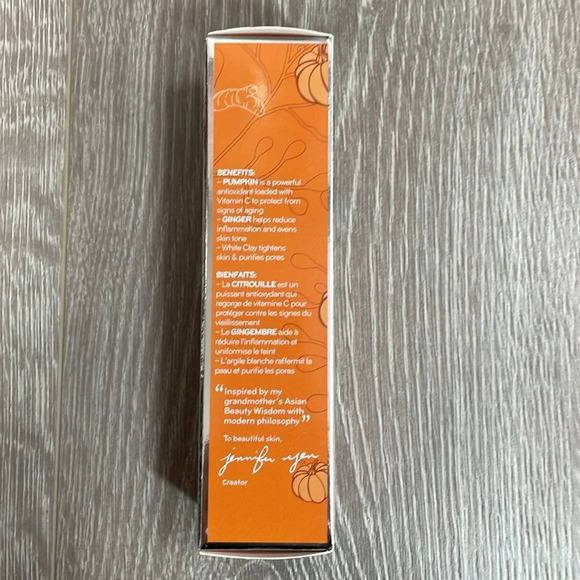 BENEFITS:
- PUMPKIN is a powerful
antioxidant loaded with
Vitamin C to protect from
signs of aging
- GINGER helps reduce
inflammation and evens
skin tone
- White Clay tightens
skin & purifies pores
BIENFAITS:
- La CITROUILLE est un
puissant antioxydant qui
regorge de vitamine C pour
protéger contre les signes du
vieillissement
- Le GINGEMBRE aide à
réduire l'inflammation et
uniformise le teint
- L'argile blanche raffermit la
peau et purifie les pores
“Inspired by my
grandmother's Asian
Beauty Wisdom with
modern philosophy”
To beautiful skin,
jennifer yen
Creator